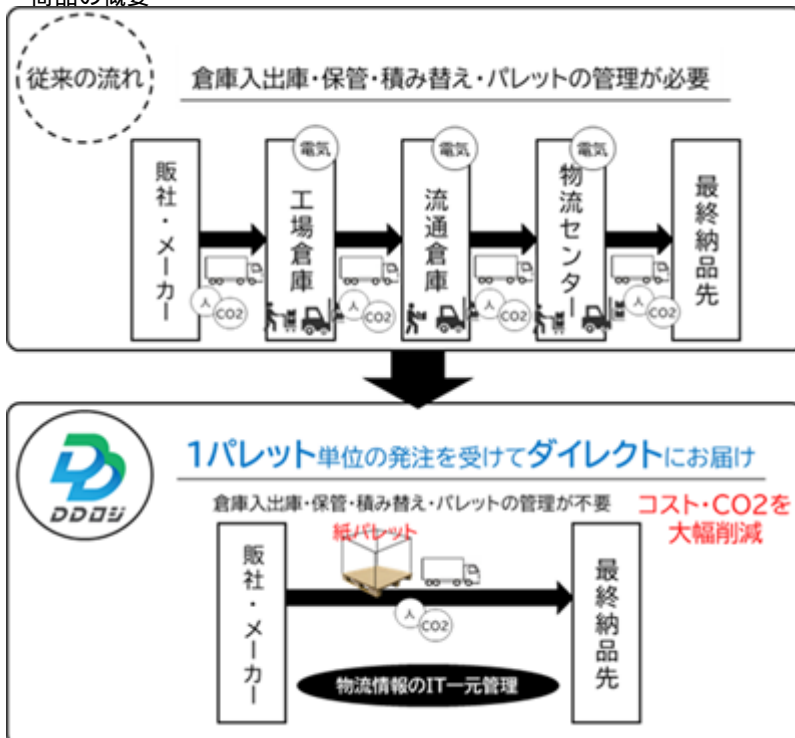 商品の概要
従来の流れ
倉庫入出庫・保管・積み替え・パレットの管理が必要
電気
電気
電気
販社・メーカー
工場倉庫
流通倉庫
物流センター
最終納品先
人
CO2
人
CO2
人
CO2
人
CO2
DDロジ
1パレット単位の発注を受けてダイレクトにお届け
倉庫入出庫・保管・積み替え・パレットの管理が不要
コスト・CO2を
大幅削減
紙パレット
販社・メーカー
人
CO2
最終納品先
物流情報のIT一元管理